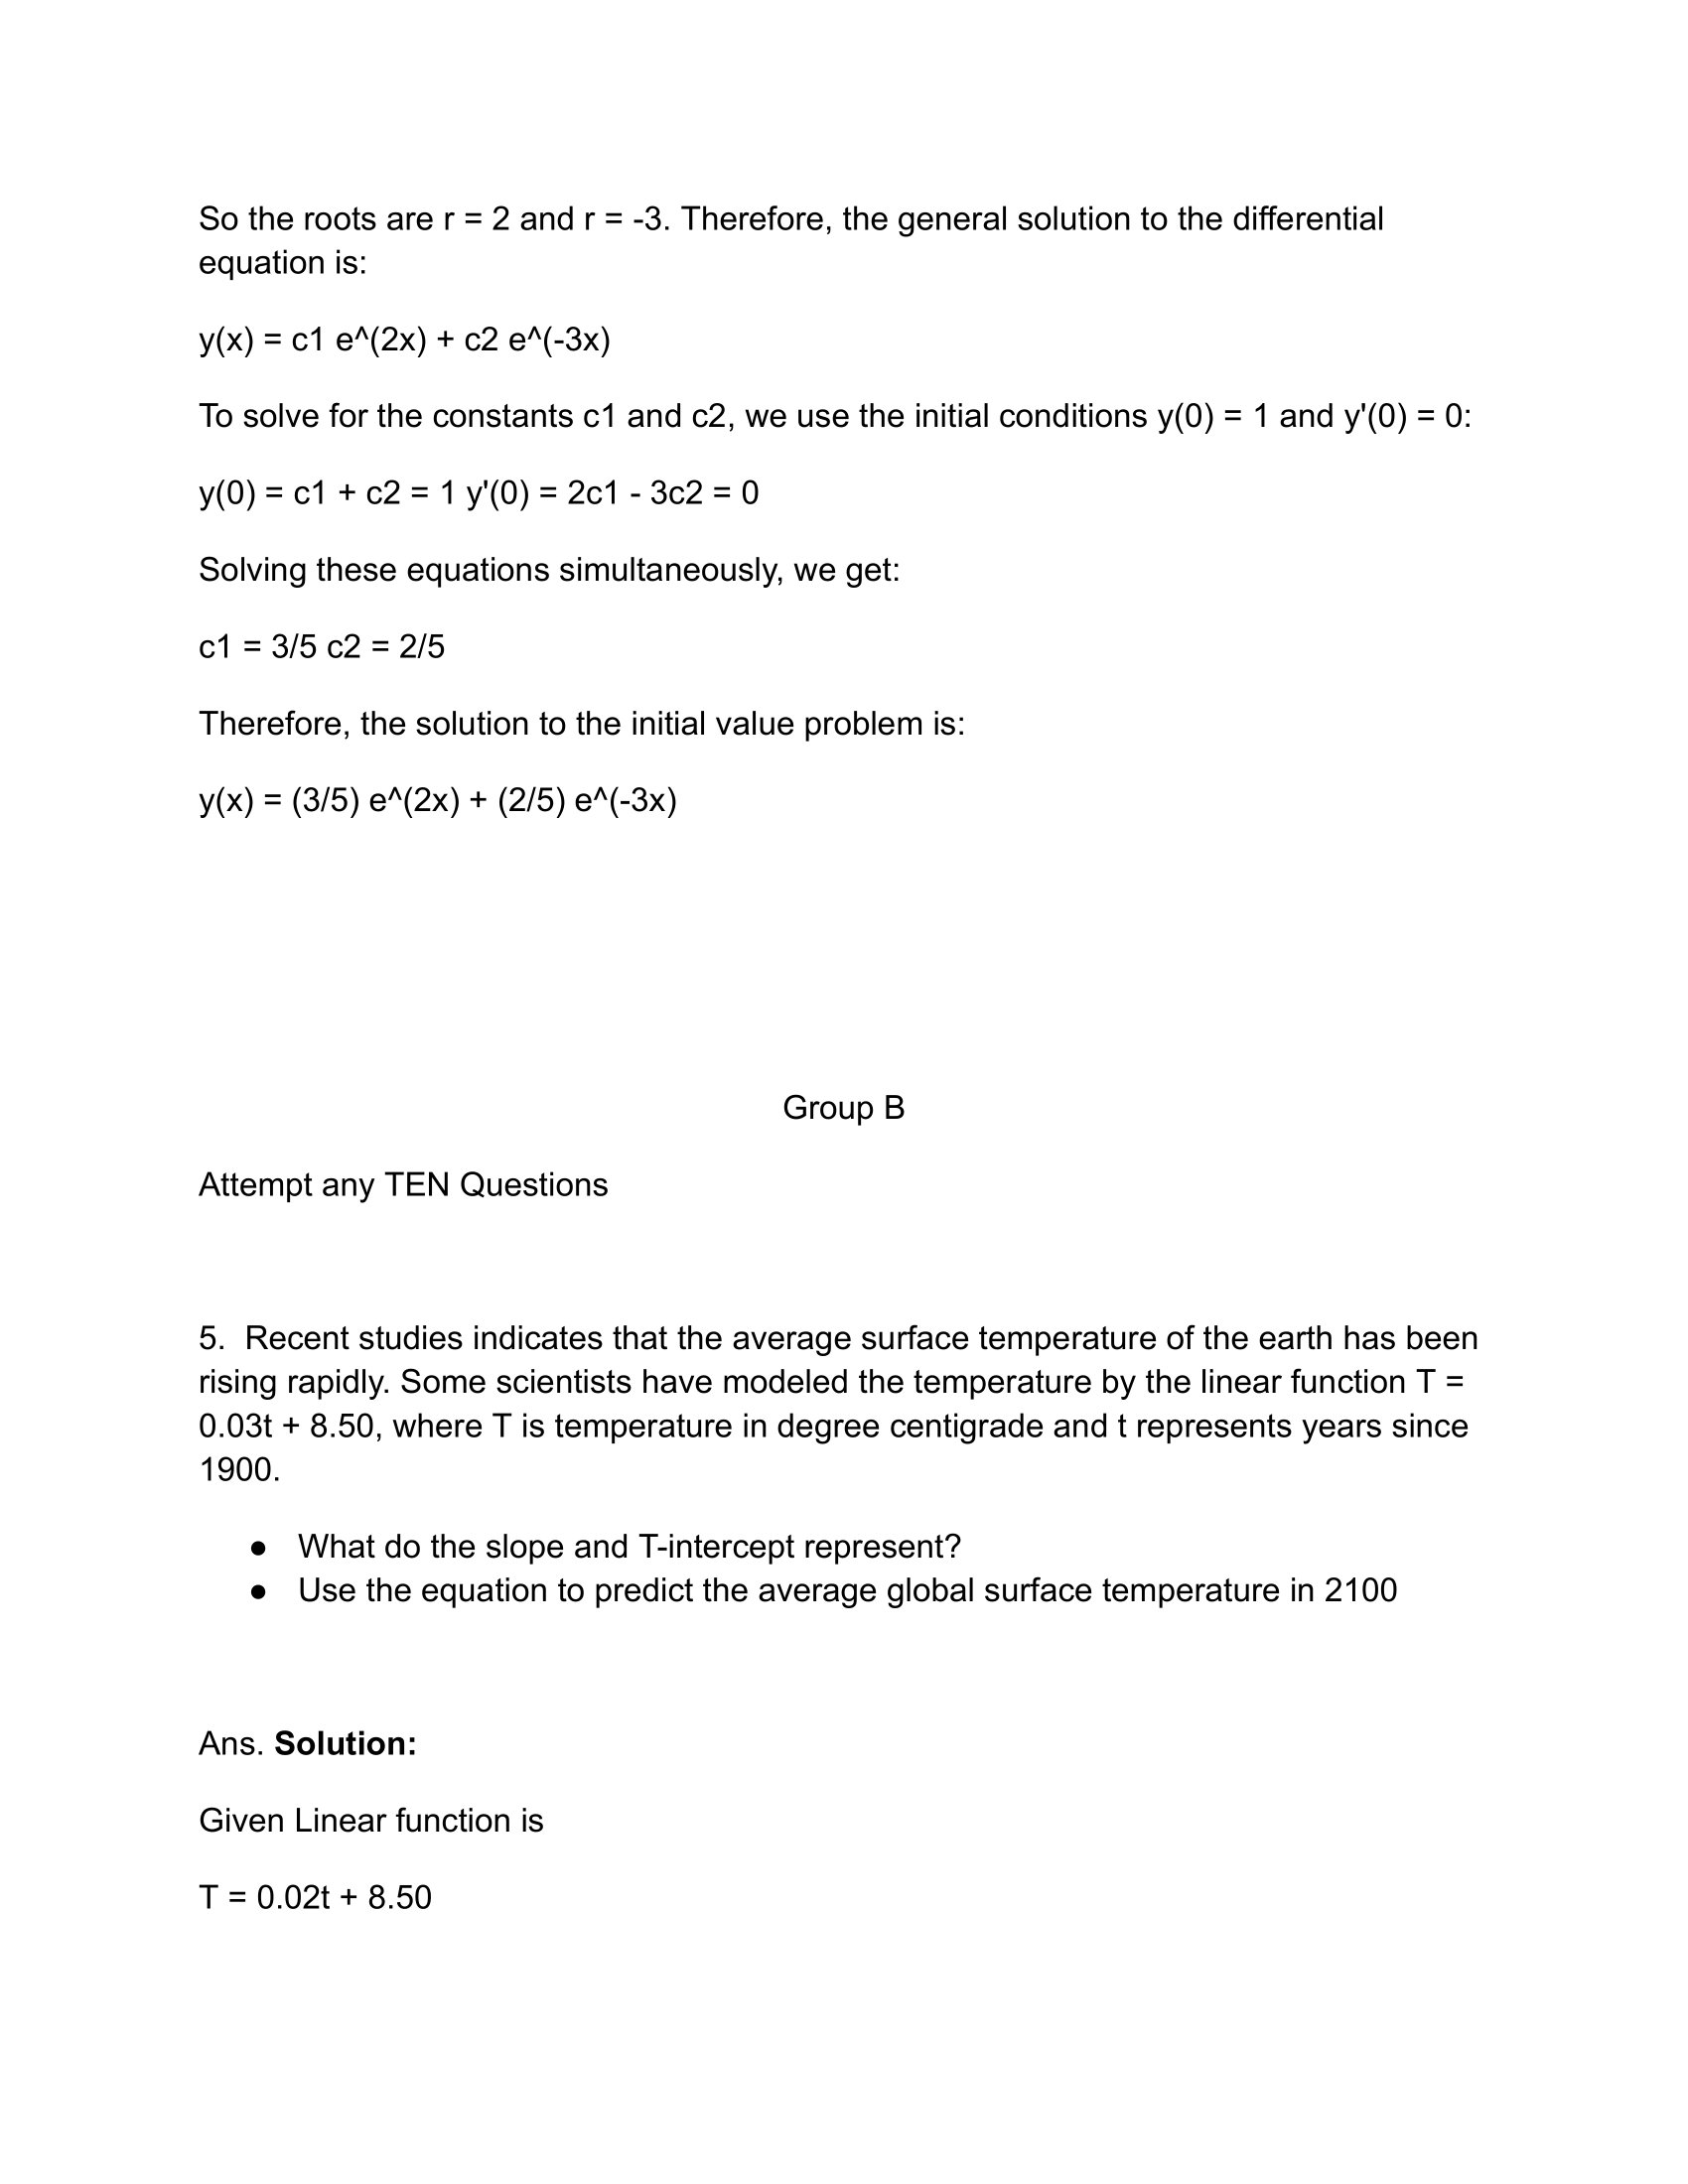 So the roots are r = 2 and r = -3. Therefore, the general solution to the differential
equation is:
y(x) = c1 e^(2x) + c2 e^(-3x)
To solve for the constants c1 and c2, we use the initial conditions y(0) = 1 and y'(0) = 0:
y(0) = c1 + c2 = 1 y'(0) = 2c1 - 3c2 = 0
Solving these equations simultaneously, we get:
c1 = 3/5 c2 = 2/5
Therefore, the solution to the initial value problem is:
y(x) = (3/5) e^(2x) + (2/5) e^(-3x)
Group B
Attempt any TEN Questions
5.  Recent studies indicates that the average surface temperature of the earth has been
rising rapidly. Some scientists have modeled the temperature by the linear function T =
0.03t + 8.50, where T is temperature in degree centigrade and t represents years since
1900.
● What do the slope and T-intercept represent?
● Use the equation to predict the average global surface temperature in 2100
Ans. Solution:
Given Linear function is
T = 0.02t + 8.50